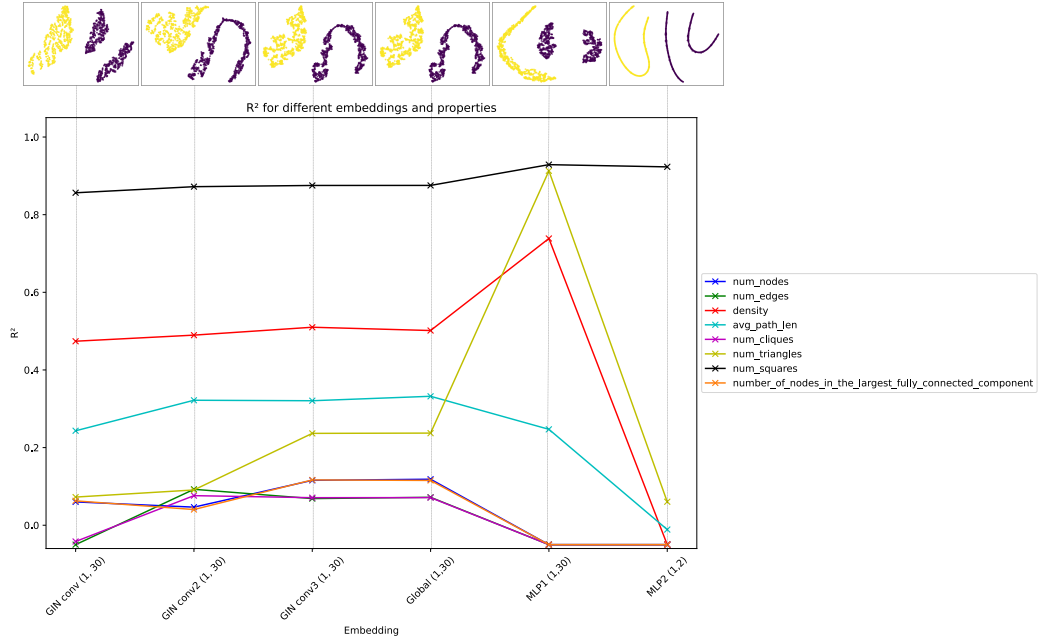 R² for different embeddings and properties
1.0
0.8
0.6
0.4
0.2
0.0
R²
GIN conv (1, 30)
GIN conv2 (1, 30)
GIN conv3 (1, 30)
Global (1, 30)
MLP1 (1,30)
MLP2 (1,2)
Embedding
num_nodes
num_edges
density
avg_path_len
num_cliques
num_triangles
num_squares
number_of_nodes_in_the_largest_fully_connected_component